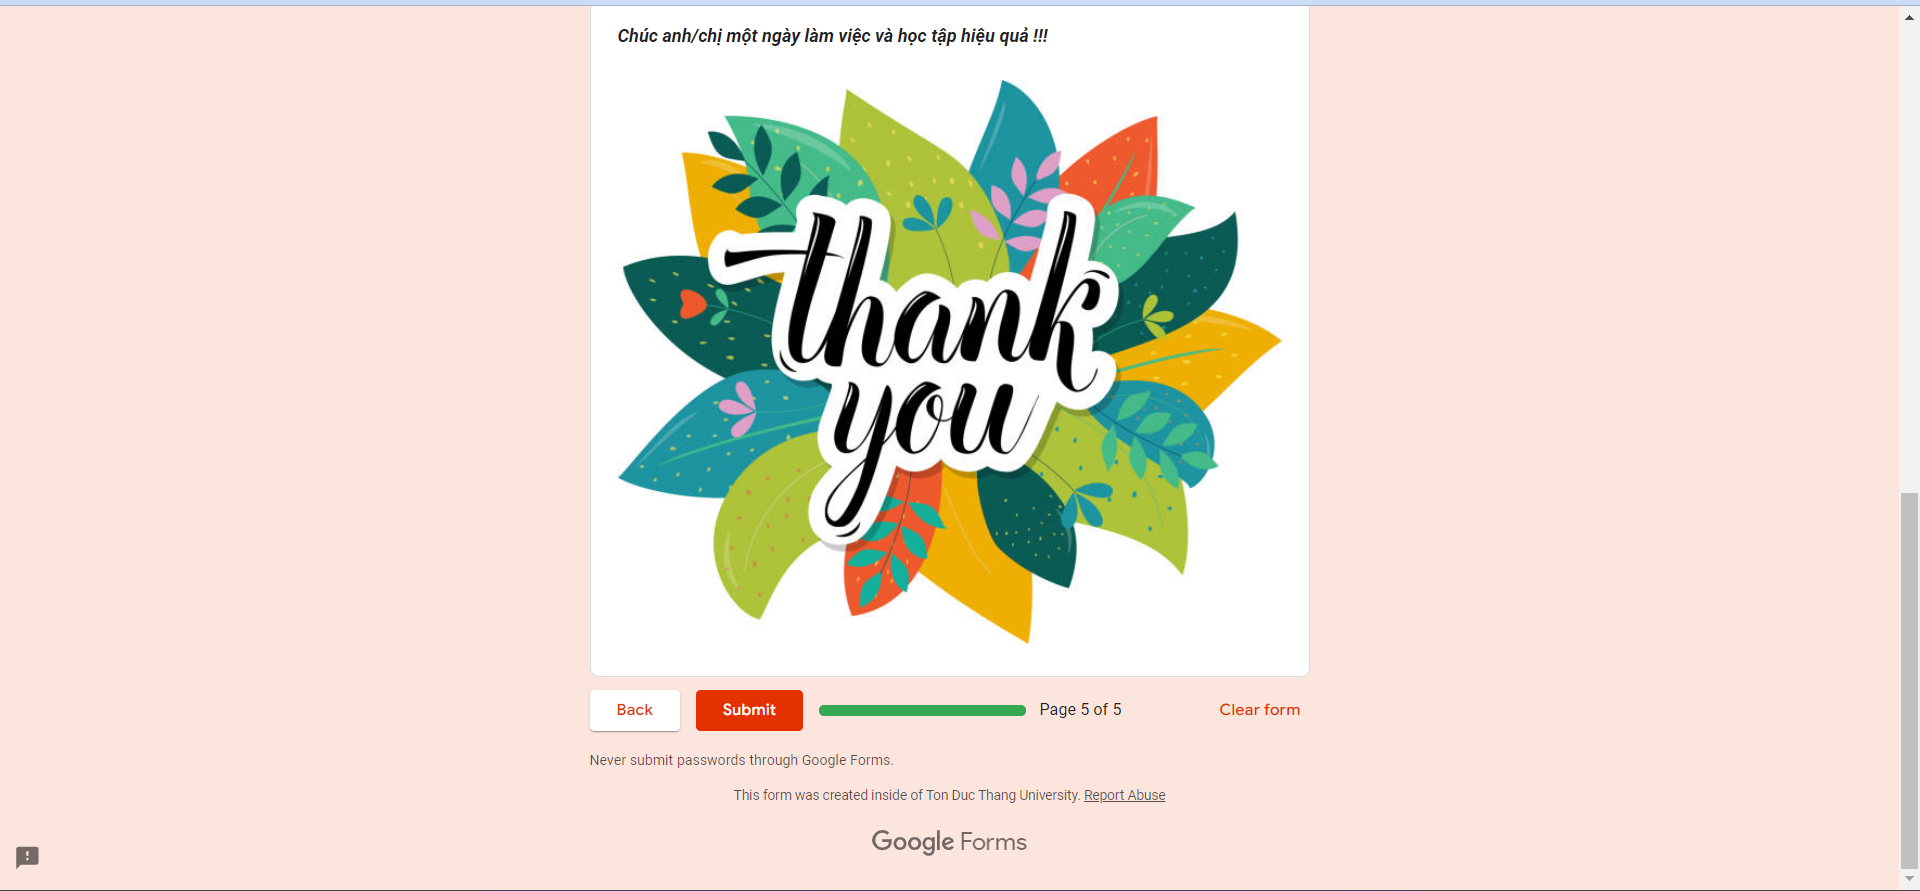 Chúc anh/chị một ngày làm việc và học tập hiệu quả !!!
thank
you
Back
Submit
Page 5 of 5
Clear form
Never submit passwords through Google Forms.
This form was created inside of Ton Duc Thang University. Report Abuse
Google Forms